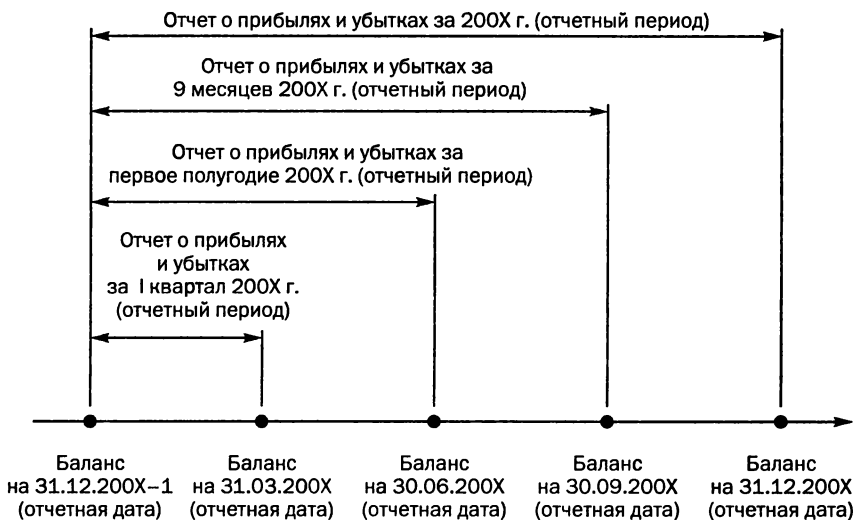 Отчет о прибылях и убытках за 200X г. (отчетный период)
Отчет о прибылях и убытках за
9 месяцев 200X г. (отчетный период)
Отчет о прибылях и убытках за
первое полугодие 200X г. (отчетный период)
Отчет о прибылях
и убытках
за I квартал 200X г.
(отчетный период)
Баланс
на 31.12.200X–1
(отчетная дата)
Баланс
на 31.03.200X
(отчетная дата)
Баланс
на 30.06.200X
(отчетная дата)
Баланс
на 30.09.200X
(отчетная дата)
Баланс
на 31.12.200X
(отчетная дата)